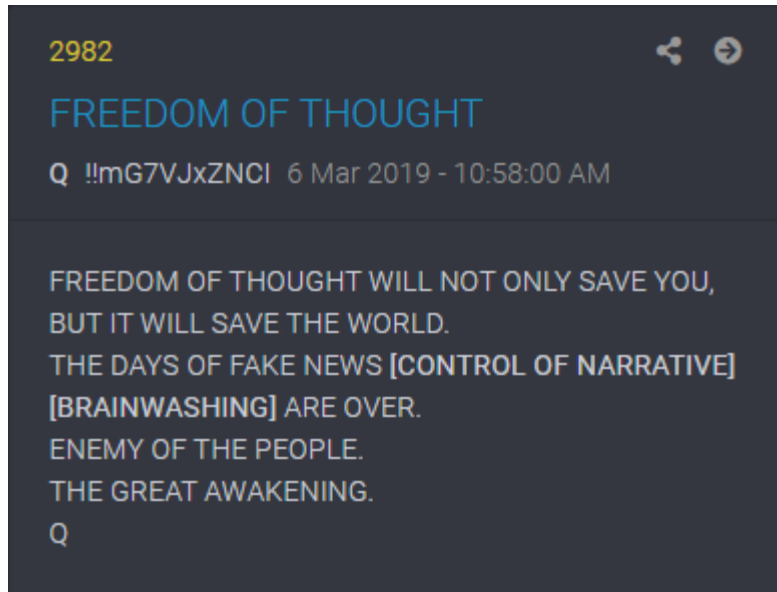 2982
FREEDOM OF THOUGHT
Q !!mG7VJxZNCI 6 Mar 2019 - 10:58:00 AM
FREEDOM OF THOUGHT WILL NOT ONLY SAVE YOU,
BUT IT WILL SAVE THE WORLD.
THE DAYS OF FAKE NEWS [CONTROL OF NARRATIVE]
[BRAINWASHING] ARE OVER.
ENEMY OF THE PEOPLE.
THE GREAT AWAKENING.
Q